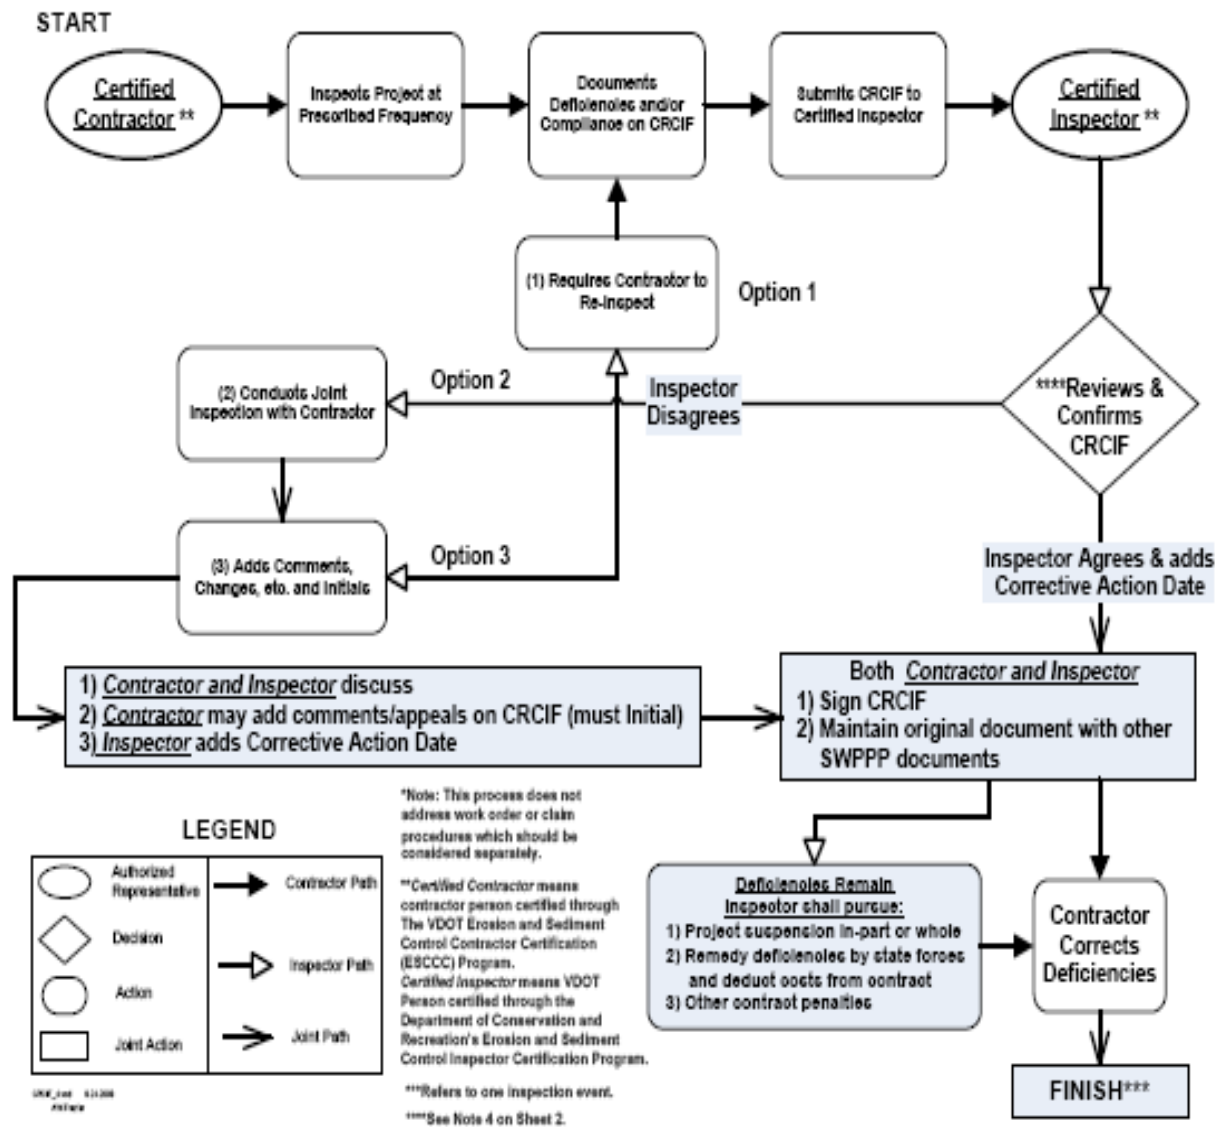 START
Certified
Contractor **
Inspects Project at
Prescribed Frequency
Documents
Deficiencies and/or
Compliance on CRCIF
Submits CRCIF to
Certified Inspector
Certified
Inspector **
(1) Requires Contractor to
Re-Inspect
Option 1
(2) Conducts Joint
Inspection with Contractor
Option 2
Inspector
Disagrees
****Reviews &
Confirms
CRCIF
(3) Adds Comments,
Changes, etc. and Initials
Option 3
Inspector Agrees & adds
Corrective Action Date
1) Contractor and Inspector discuss
2) Contractor may add comments/appeals on CRCIF (must Initial)
3) Inspector adds Corrective Action Date
Both Contractor and Inspector
1) Sign CRCIF
2) Maintain original document with other
SWPPP documents
LEGEND
Authorized
Representative
Contractor Path
Decision
Inspector Path
Action
Joint Action
Joint Path
*Note: This process does not
address work order or claim
procedures which should be
considered separately.
**Certified Contractor means
contractor person certified through
The VDOT Erosion and Sediment
Control Contractor Certification
(ESCCC) Program.
Certified Inspector means VDOT
Person certified through the
Department of Conservation and
Recreation's Erosion and Sediment
Control Inspector Certification Program.
***Refers to one inspection event.
****See Note 4 on Sheet 2.
Deficiencies Remain
Inspector shall pursue:
1) Project suspension in-part or whole
2) Remedy deficiencies by state forces
and deduct costs from contract
3) Other contract penalties
Contractor
Corrects
Deficiencies
FINISH***